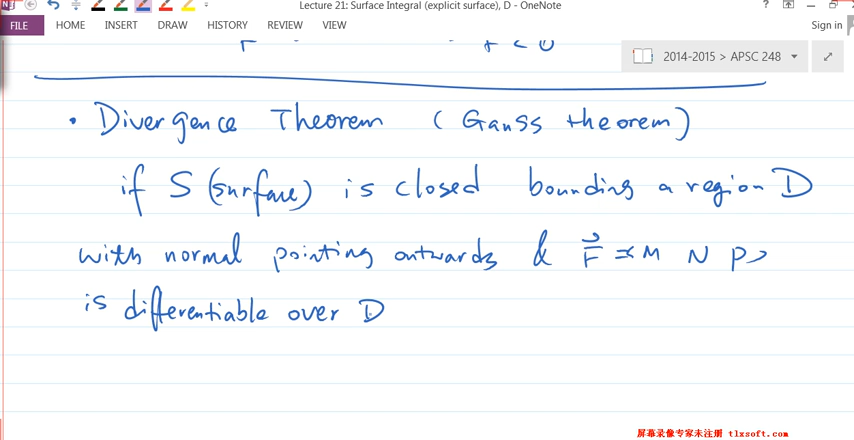 Lecture 21: Surface Integral (explicit surface), D - OneNote
FILE HOME INSERT DRAW HISTORY REVIEW VIEW Sign in
2014-2015 > APSC 248
• Divergence Theorem (Gauss theorem)
if S (surface) is closed bounding a region D
with normal pointing outwards & F⃗ = <M N P>
is differentiable over D
屏幕录像专家未注册 tlxsoft.com